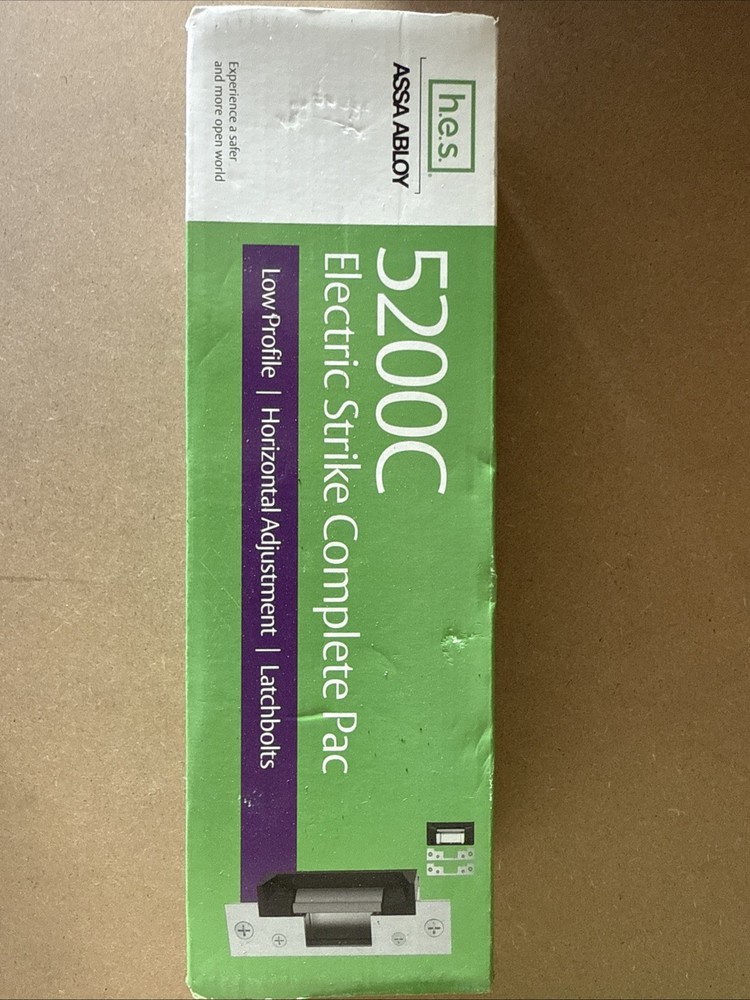 h.e.s.
ASSA ABLOY
Experience a safer
and more open world
5200C
Electric Strike Complete Pac
Low Profile | Horizontal Adjustment | Latchbolts